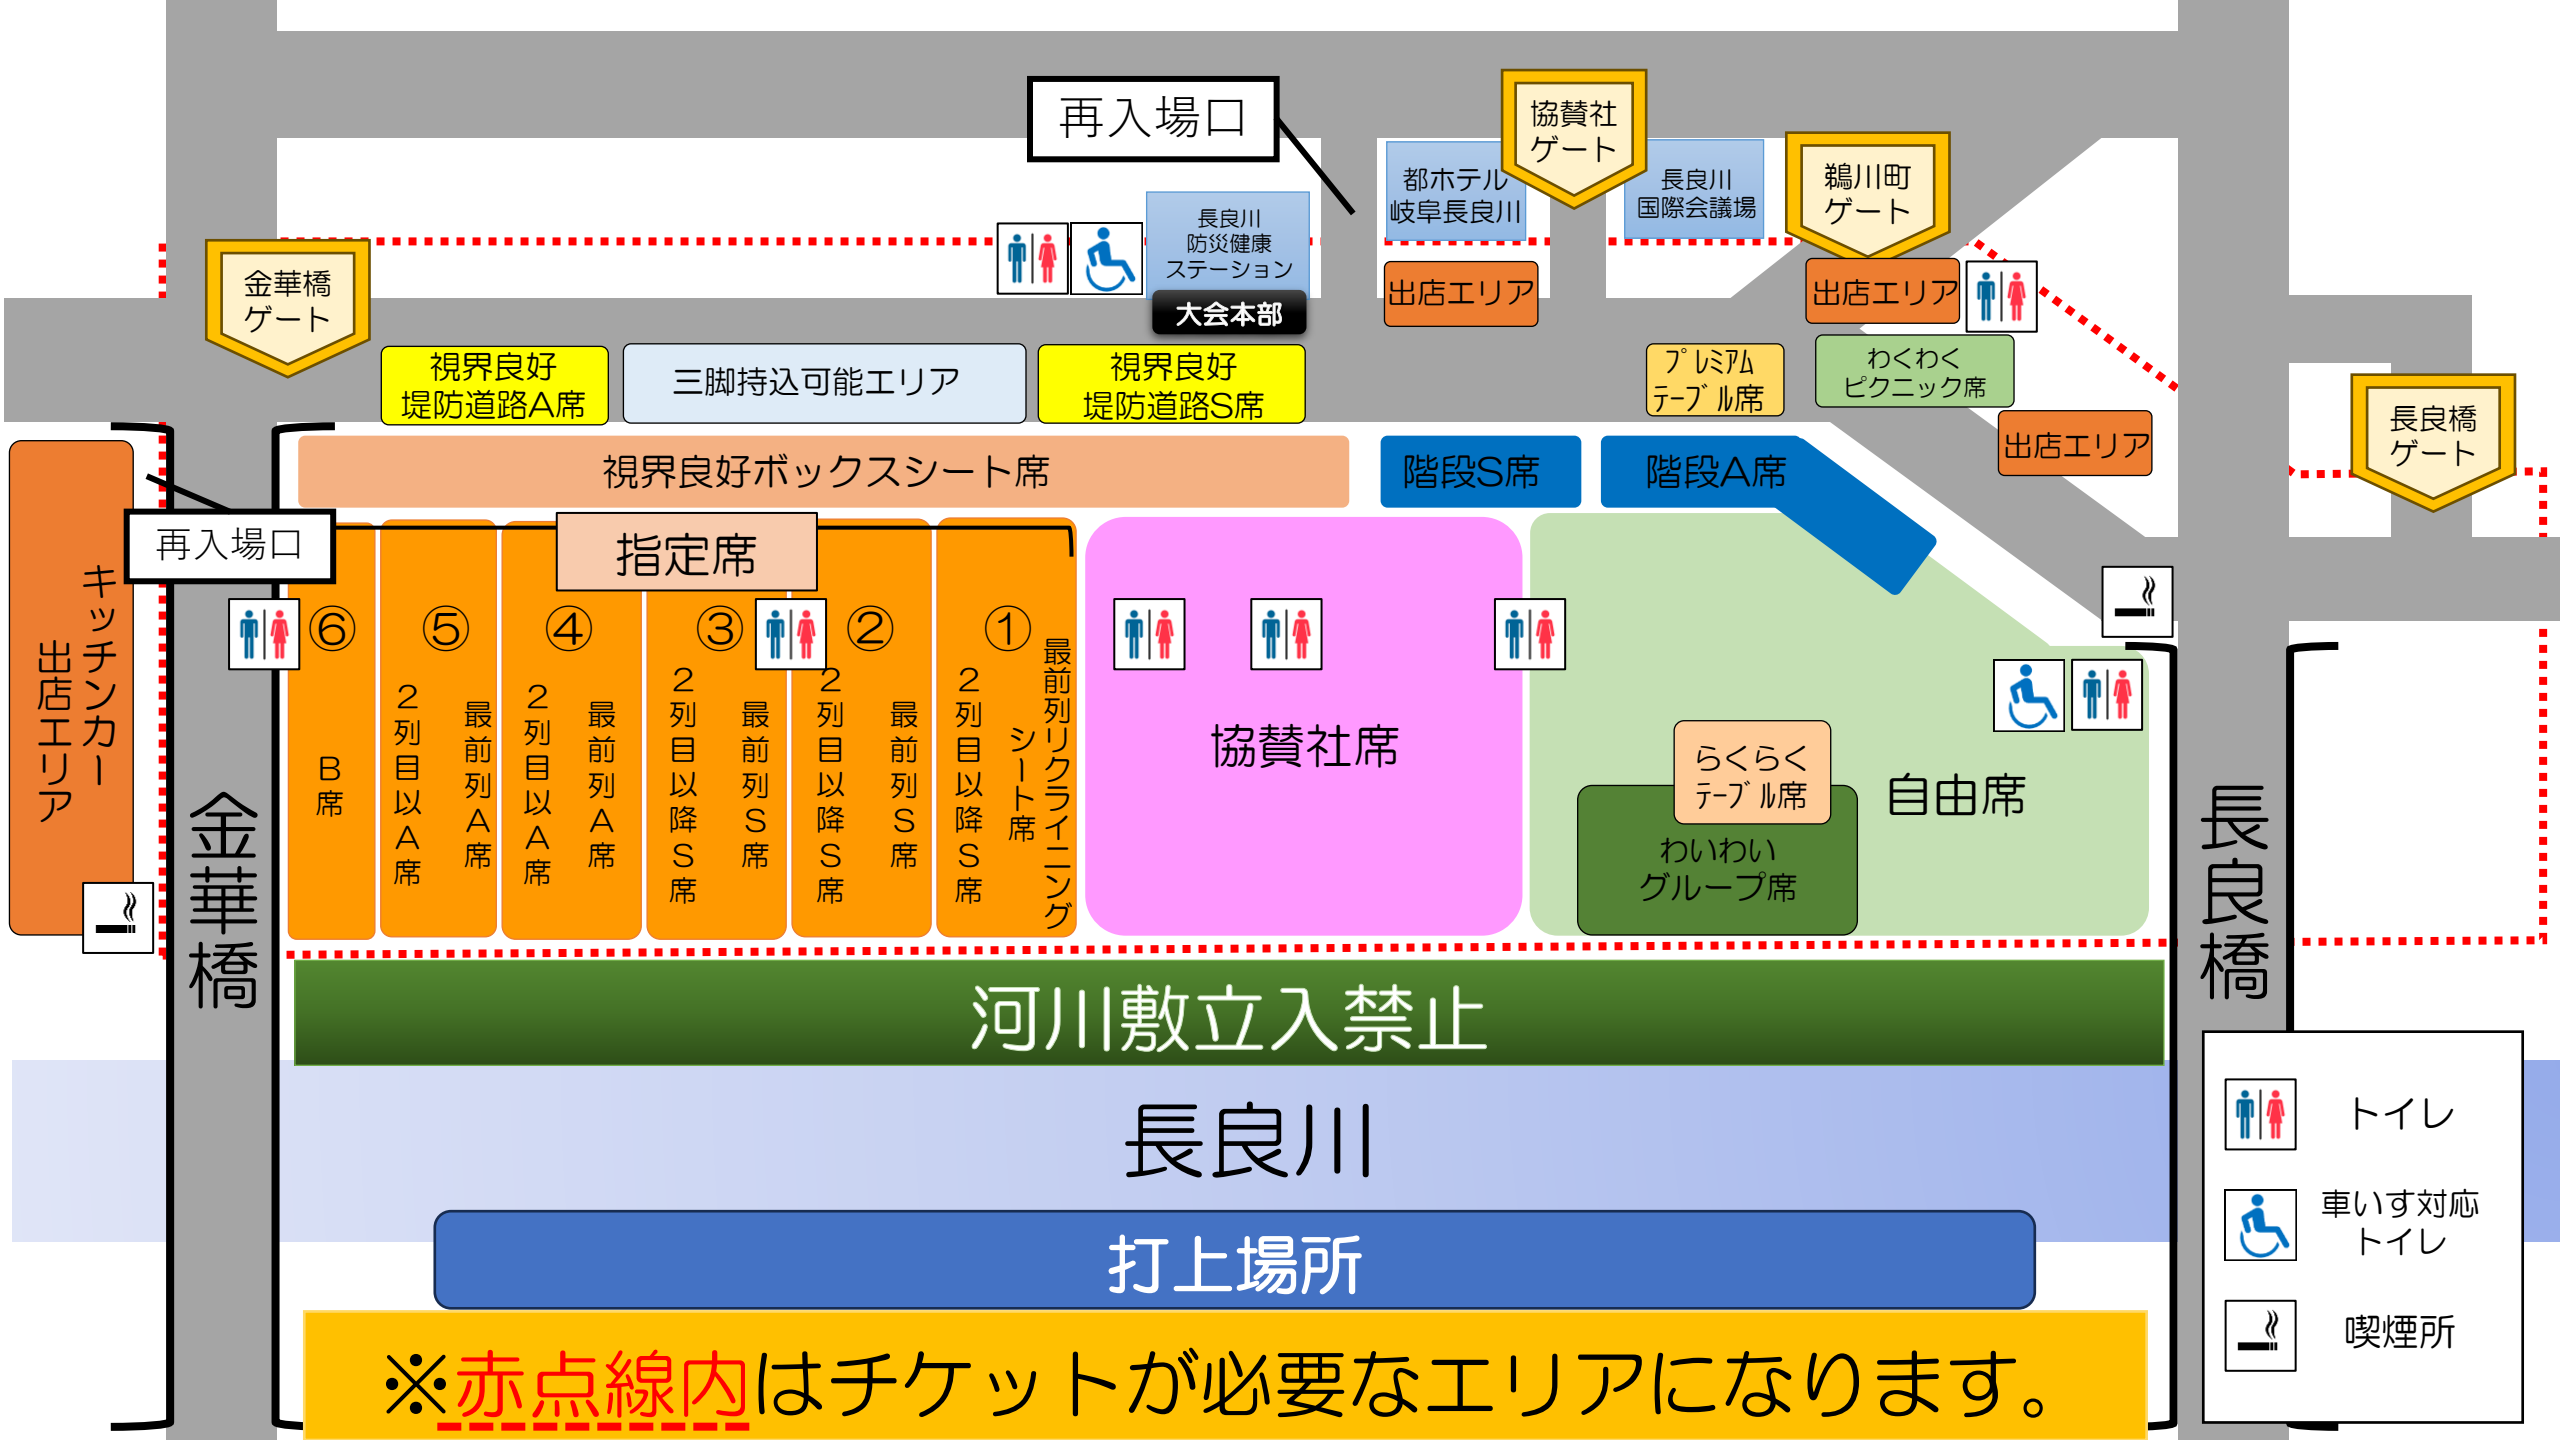 再入場口
協賛社
ゲート
都ホテル
岐阜長良川
長良川
国際会議場
鵜川町
ゲート
長良川
防災健康
ステーション
大会本部
金華橋
ゲート
出店エリア
出店エリア
視界良好
堤防道路A席
三脚持込可能エリア
視界良好
堤防道路S席
プレミアム
テーブル席
わくわく
ピクニック席
出店エリア
長良橋
ゲート
視界良好ボックスシート席
階段S席
階段A席
再入場口
指定席
キッチンカー
出店エリア
⑥
B席
⑤
最前列A席
2列目以A席
④
最前列A席
2列目以A席
③
最前列S席
2列目以降S席
②
最前列S席
2列目以降S席
①
最前列リクライニング
シート席
2列目以降S席
協賛社席
自由席
らくらく
テーブル席
わいわい
グループ席
金華橋
長良橋
河川敷立入禁止
長良川
打上場所
トイレ
車いす対応
トイレ
喫煙所
※赤点線内はチケットが必要なエリアになります。